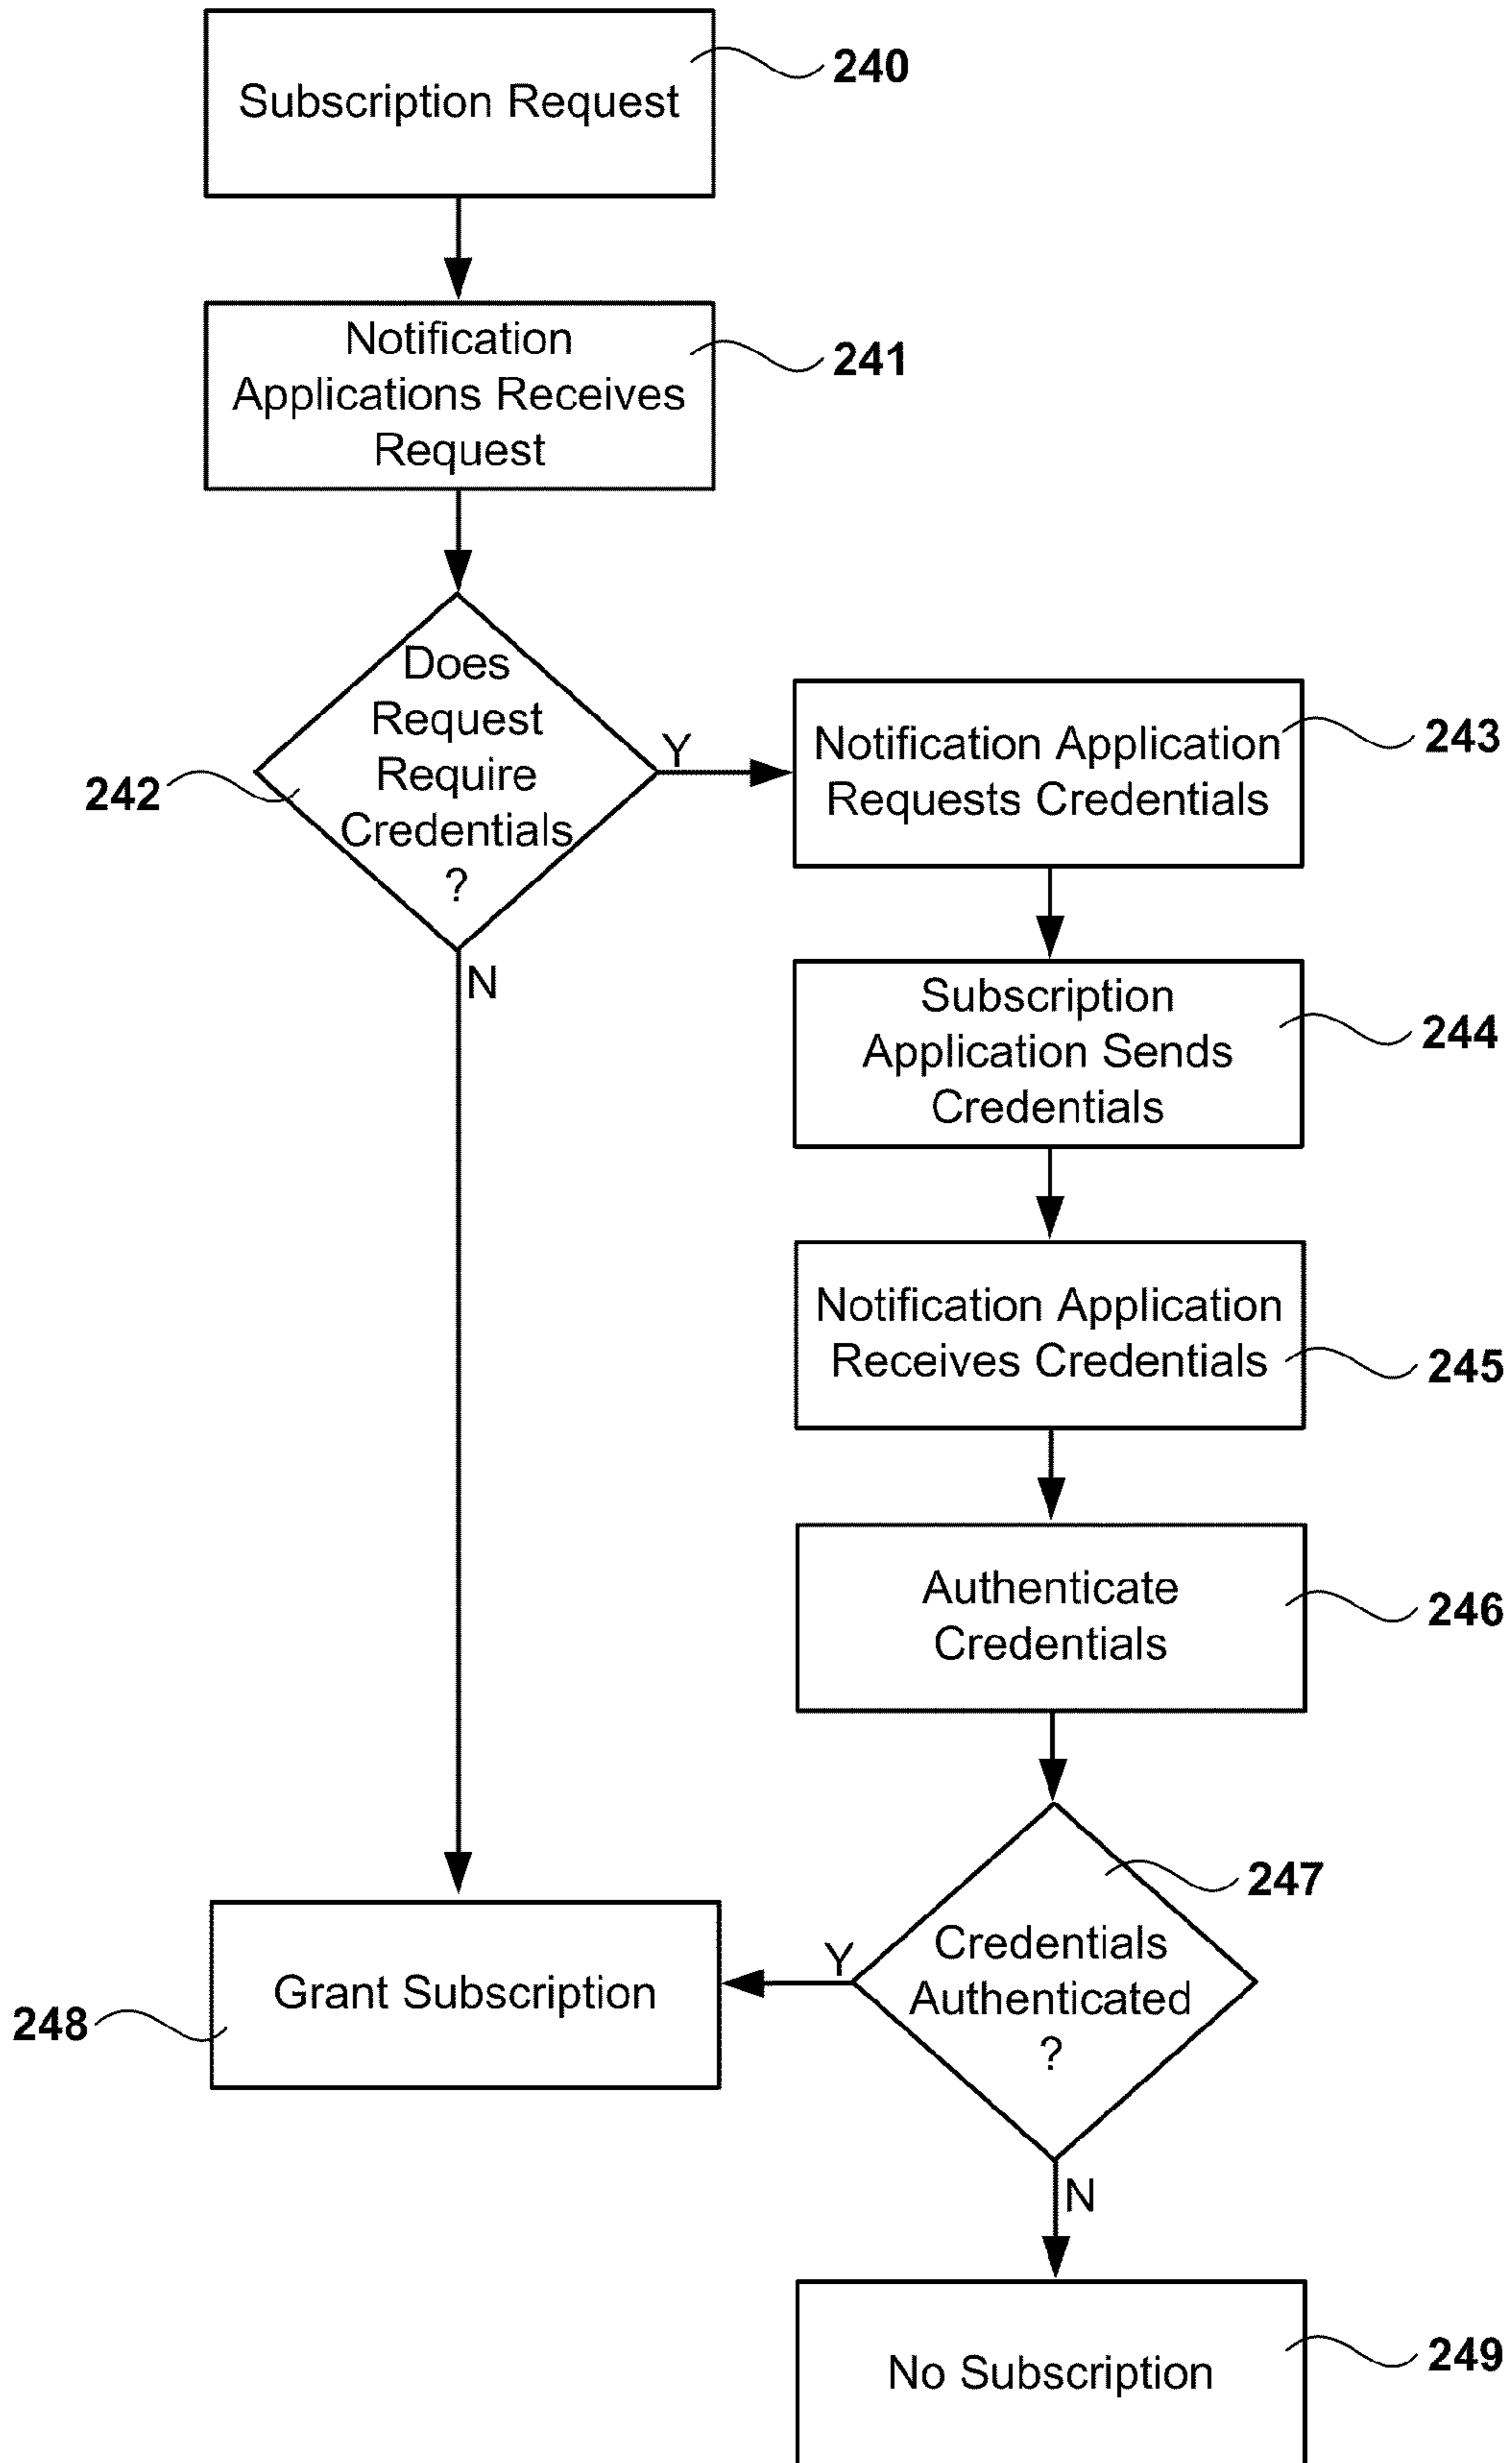 Subscription Request
240
Notification
Applications Receives
Request
241
Does
Request
Require
Credentials
?
242
Y
N
Notification Application
Requests Credentials
243
Subscription
Application Sends
Credentials
244
Notification Application
Receives Credentials
245
Authenticate
Credentials
246
Credentials
Authenticated
?
247
Y
N
Grant Subscription
248
No Subscription
249